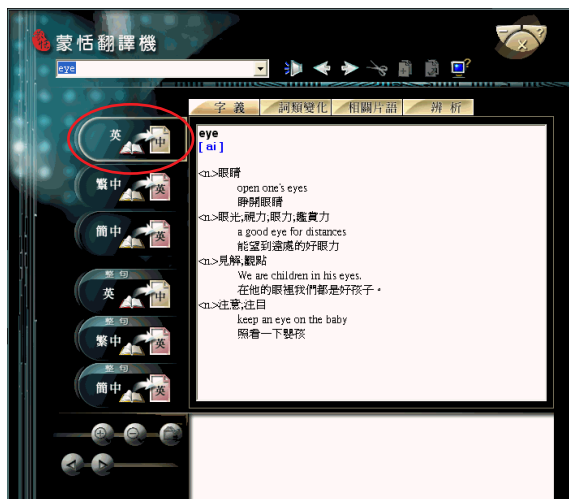 蒙恬翻譯機
eye
字義 詞類變化 相關片語 辨析
英 中
繁中 英
簡中 英
整句
英 中
整句
繁中 英
整句
簡中 英
eye
[ ai ]
<n.>眼睛
open one's eyes
睜開眼睛
<n.>眼光,視力,眼力,鑑賞力
a good eye for distances
能望到遠處的好眼力
<n.>見解,觀點
We are children in his eyes.
在他的眼裡我們都是好孩子。
<n.>注意,注目
keep an eye on the baby
照看一下嬰孩